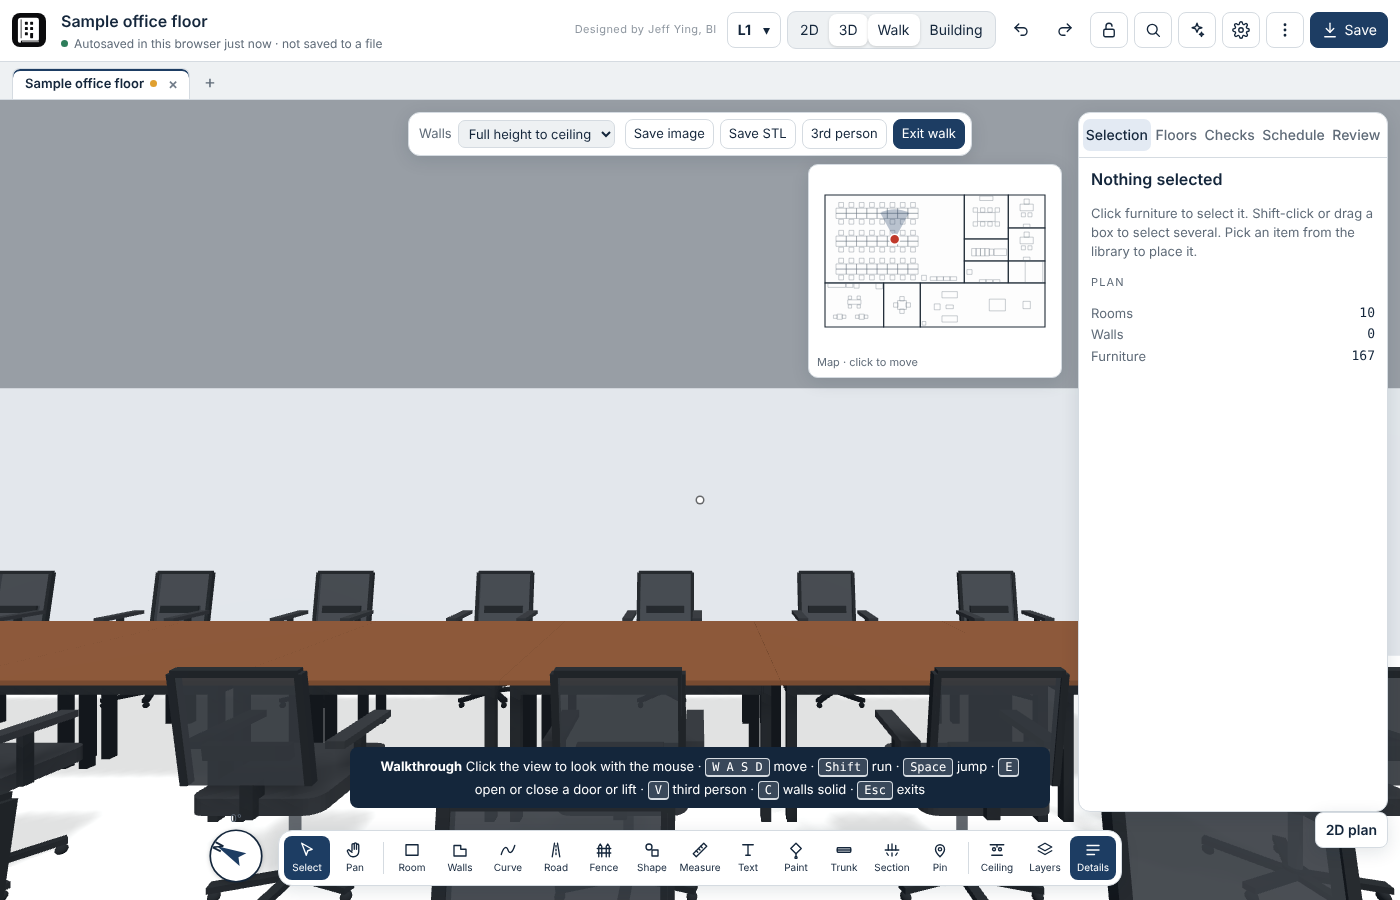 Sample office floor
Autosaved in this browser just now · not saved to a file
Designed by Jeff Ying, BI
L1
2D
3D
Walk
Building
Save
Sample office floor
Walls
Full height to ceiling
Save image
Save STL
3rd person
Exit walk
Map · click to move
Selection
Floors
Checks
Schedule
Review
Nothing selected
Click furniture to select it. Shift-click or drag a
box to select several. Pick an item from the
library to place it.
PLAN
Rooms 10
Walls 0
Furniture 167
Walkthrough Click the view to look with the mouse · W A S D move · Shift run · Space jump · E
open or close a door or lift · V third person · C walls solid · Esc exits
2D plan
Select
Pan
Room
Walls
Curve
Road
Fence
Shape
Measure
Text
Paint
Trunk
Section
Pin
Ceiling
Layers
Details